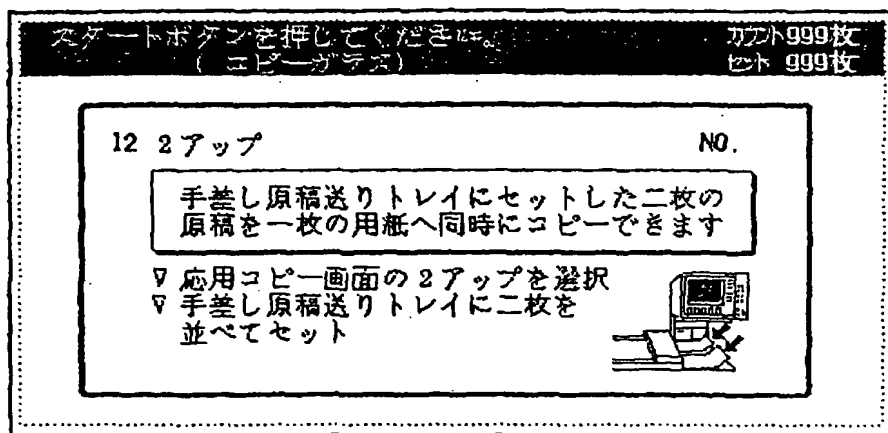 スタートボタンを押してください。 カウント999枚
(コピーガラス) セット 999枚
12 2アップ NO.
手差し原稿送りトレイにセットした二枚の
原稿を一枚の用紙へ同時にコピーできます
▽ 応用コピー画面の2アップを選択
▽ 手差し原稿送りトレイに二枚を
並べてセット